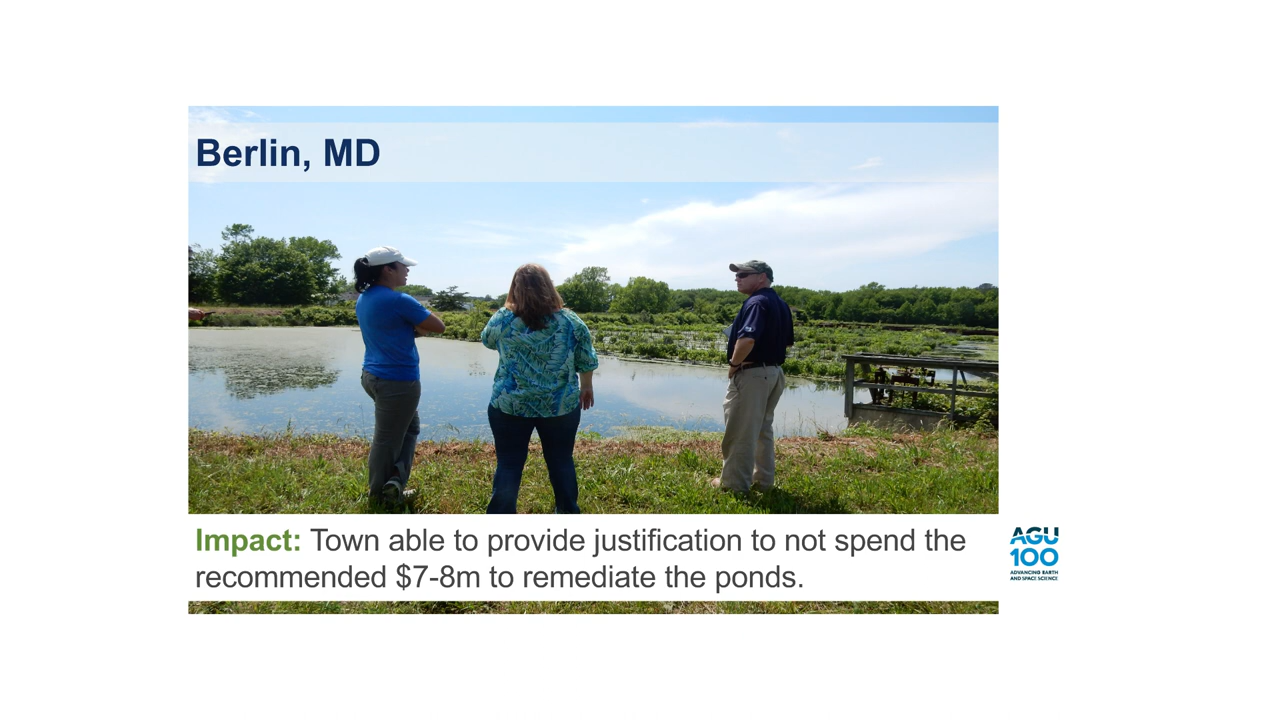 Berlin, MD
Impact: Town able to provide justification to not spend the
recommended $7-8m to remediate the ponds.
AGU
100
ADVANCING EARTH
AND SPACE SCIENCE